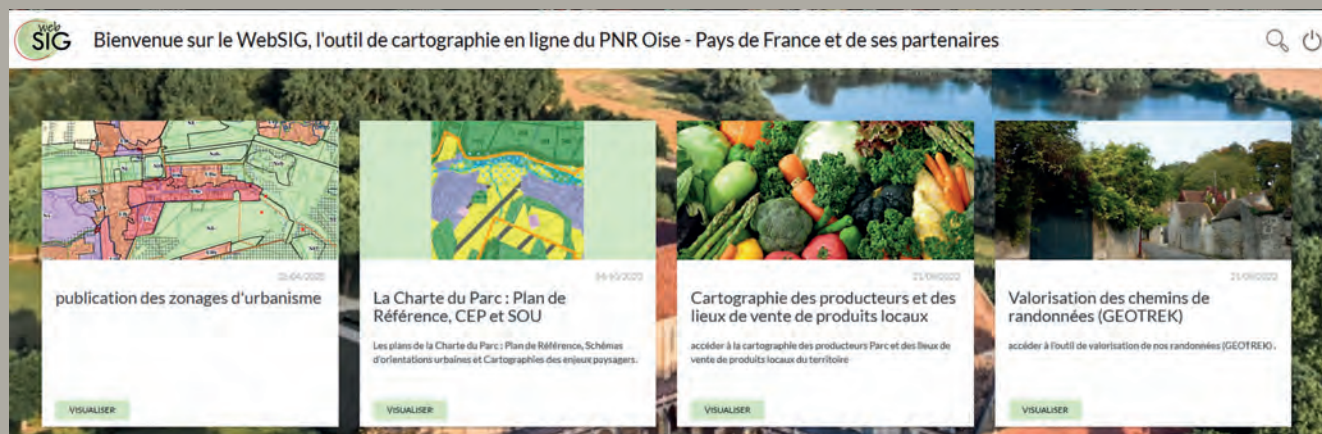 web
SIG
Bienvenue sur le WebSIG, l'outil de cartographie en ligne du PNR Oise - Pays de France et de ses partenaires
publication des zonages d'urbanisme
VISUALISER
La Charte du Parc : Plan de
Référence, CEP et SOU
Les plans de la Charte du Parc : Plan de Référence, Schémas
d'orientations urbaines et Cartographies des enjeux paysagers.
VISUALISER
21/09/2022
Cartographie des producteurs et des
lieux de vente de produits locaux
accéder à la cartographie des producteurs Parc et des lieux de
vente de produits locaux du territoire
VISUALISER
21/09/2022
Valorisation des chemins de
randonnées (GEOTREK)
accéder à l'outil de valorisation de nos randonnées (GEOTREK) .
VISUALISER